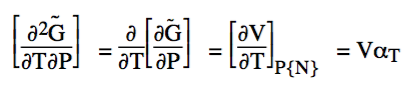 [∂²G̃/∂T∂P] = ∂/∂T[∂G̃/∂P] = [∂V/∂T]P{N} = VαT